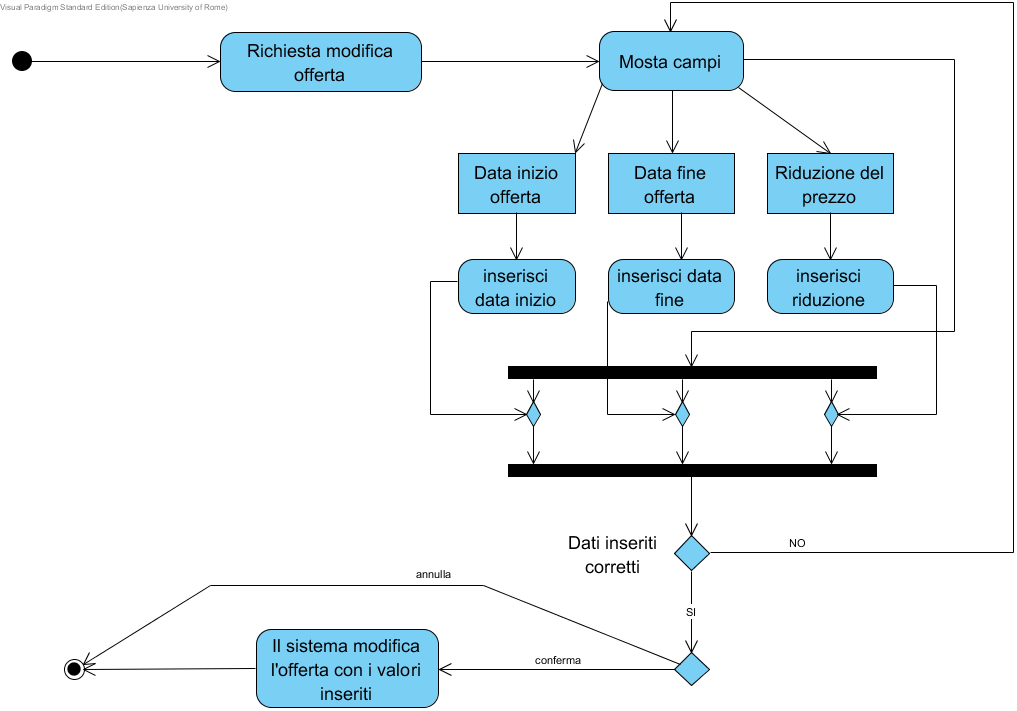 Visual Paradigm Standard Edition(Sapienza University of Rome)
Richiesta modifica
offerta
Mosta campi
Data inizio
offerta
Data fine
offerta
Riduzione del
prezzo
inserisci
data inizio
inserisci data
fine
inserisci
riduzione
Dati inseriti
corretti
NO
SI
annulla
conferma
Il sistema modifica
l'offerta con i valori
inseriti